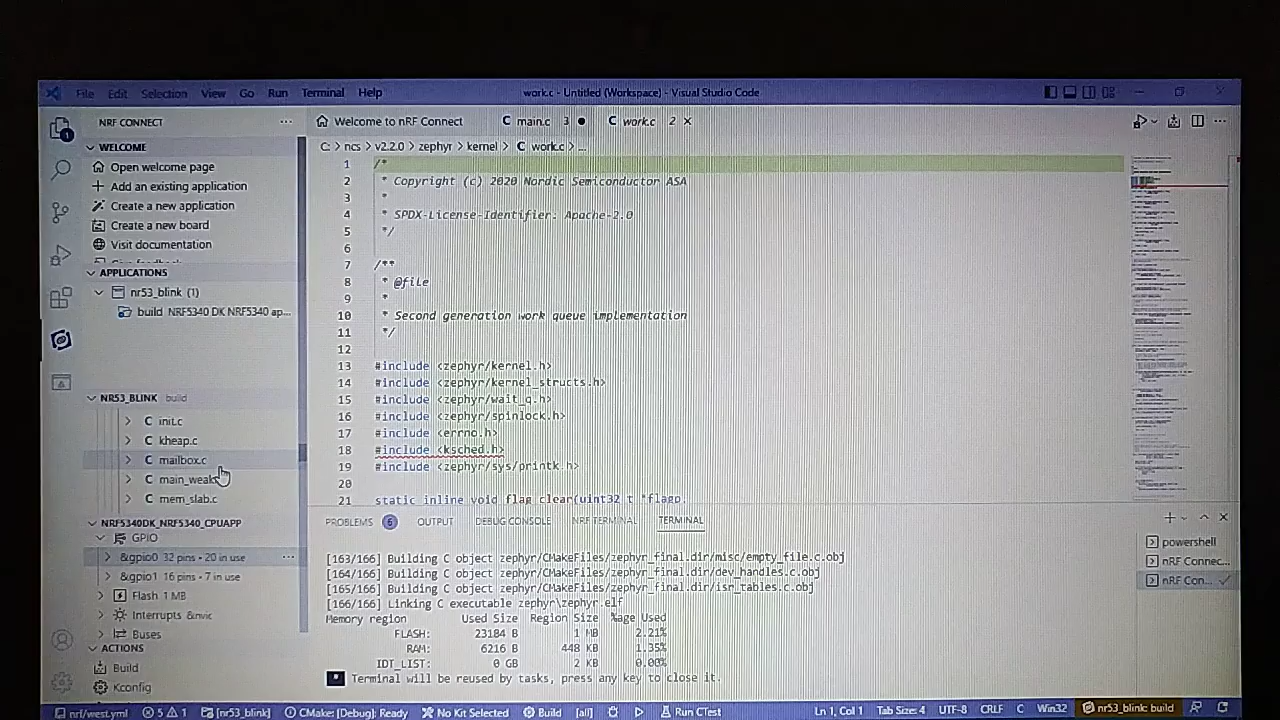 File Edit Selection View Go Run Terminal Help work.c - Untitled (Workspace) - Visual Studio Code
NRF CONNECT ...
WELCOME
Open welcome page
Add an existing application
Create a new application
Create a new board
Visit documentation
APPLICATIONS
nr53_blink (1)
build NRF5340 DK NRF5340 ap...
NR53_BLINK build
init.c
kheap.c
mailbox.c
main_weak
mem_slab.c
NRF5340DK_NRF5340_CPUAPP
GPIO
&gpio0 32 pins • 20 in use ...
&gpio1 16 pins • 7 in use
Flash 1 MB
Interrupts &nvic
Buses
ACTIONS
Build
Kconfig
Welcome to nRF Connect C main.c 3 ● C work.c 2 ×
C: > ncs > v2.2.0 > zephyr > kernel > C work.c > ...
1 /*
2 * Copyright (c) 2020 Nordic Semiconductor ASA
3 *
4 * SPDX-License-Identifier: Apache-2.0
5 */
6
7 /**
8 * @file
9 *
10 * Second generation work queue implementation
11 */
12
13 #include <zephyr/kernel.h>
14 #include <zephyr/kernel_structs.h>
15 #include <zephyr/wait_q.h>
16 #include <zephyr/spinlock.h>
17 #include <errno.h>
18 #include <ksched.h>
19 #include <zephyr/sys/printk.h>
20
21 static inline void flag_clear(uint32_t *flagp,
PROBLEMS 6 OUTPUT DEBUG CONSOLE NRF TERMINAL TERMINAL
[163/166] Building C object zephyr/CMakeFiles/zephyr_final.dir/misc/empty_file.c.obj
[164/166] Building C object zephyr/CMakeFiles/zephyr_final.dir/dev_handles.c.obj
[165/166] Building C object zephyr/CMakeFiles/zephyr_final.dir/isr_tables.c.obj
[166/166] Linking C executable zephyr\zephyr.elf
Memory region Used Size Region Size %age Used
FLASH: 23184 B 1 MB 2.21%
RAM: 6216 B 448 KB 1.35%
IDT_LIST: 0 GB 2 KB 0.00%
* Terminal will be reused by tasks, press any key to close it.
powershell
nRF Connec...
nRF Con...
nrf/west.yml 5 1 [nr53_blink] CMake: [Debug]: Ready No Kit Selected Build [all] Run CTest Ln 1, Col 1 Tab Size: 4 UTF-8 CRLF C Win32 nr53_blink: build